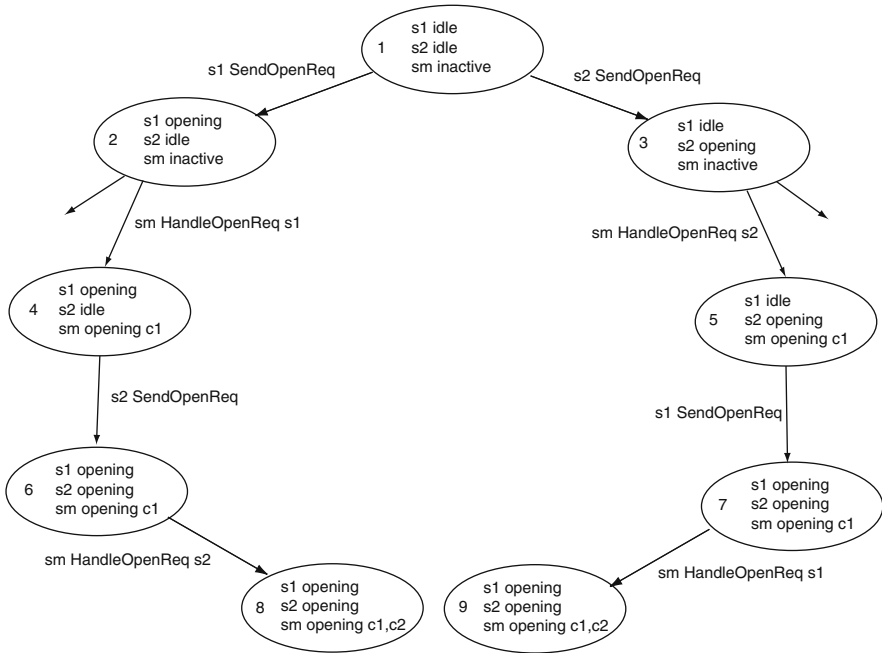 s1 idle
1 s2 idle
sm inactive
s1 SendOpenReq
s2 SendOpenReq
s1 opening
2 s2 idle
sm inactive
s1 idle
3 s2 opening
sm inactive
sm HandleOpenReq s1
sm HandleOpenReq s2
s1 opening
4 s2 idle
sm opening c1
s1 idle
5 s2 opening
sm opening c1
s2 SendOpenReq
s1 SendOpenReq
s1 opening
6 s2 opening
sm opening c1
s1 opening
7 s2 opening
sm opening c1
sm HandleOpenReq s2
sm HandleOpenReq s1
s1 opening
8 s2 opening
sm opening c1,c2
s1 opening
9 s2 opening
sm opening c1,c2